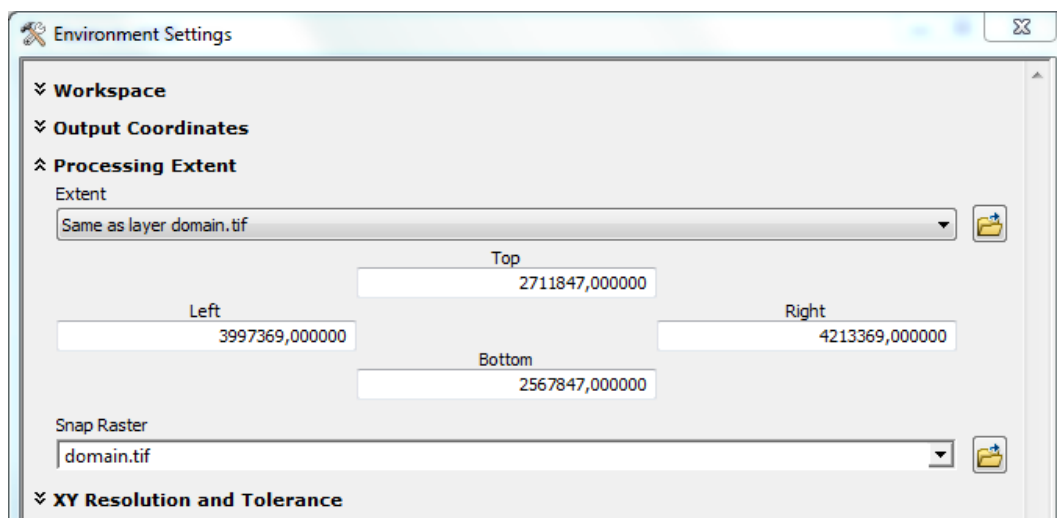 Environment Settings
Workspace
Output Coordinates
Processing Extent
Extent
Same as layer domain.tif
Top
2711847,000000
Left
Right
3997369,000000
4213369,000000
Bottom
2567847,000000
Snap Raster
domain.tif
XY Resolution and Tolerance